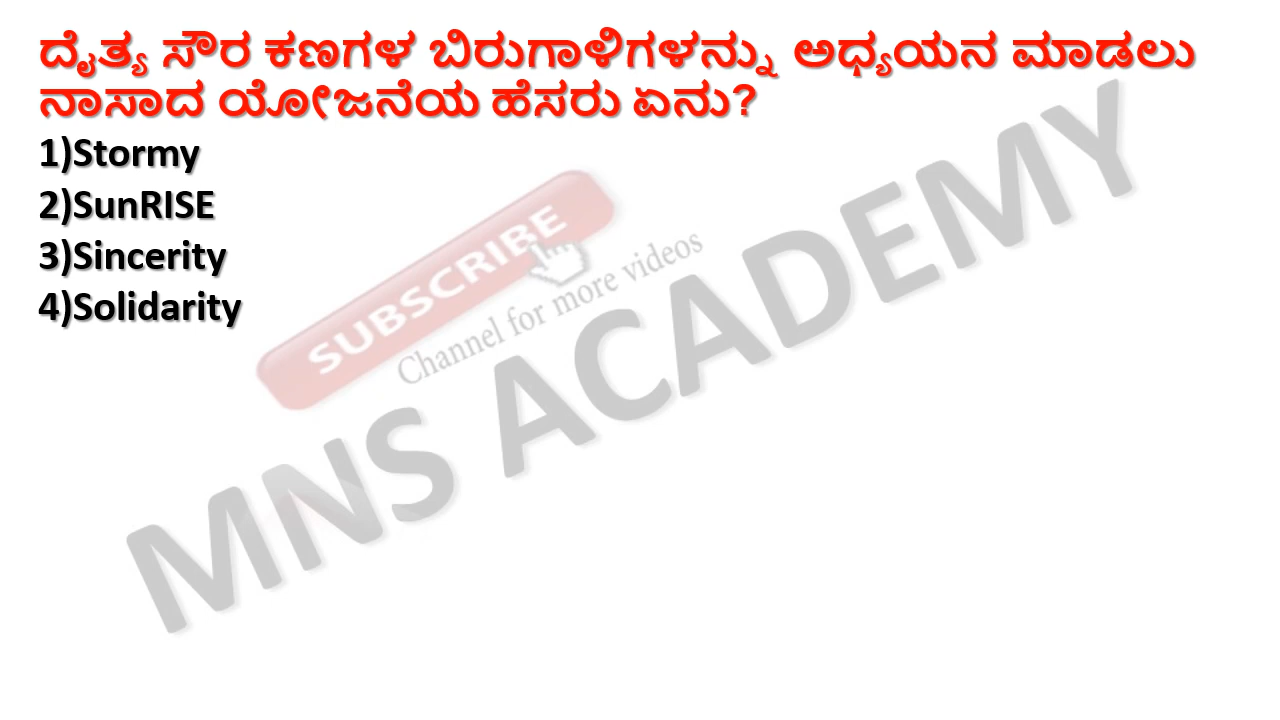 ದೈತ್ಯ ಸೌರ ಕಣಗಳ ಬಿರುಗಾಳಿಗಳನ್ನು ಅಧ್ಯಯನ ಮಾಡಲು
ನಾಸಾದ ಯೋಜನೆಯ ಹೆಸರು ಏನು?
1)Stormy
2)SunRISE
3)Sincerity
4)Solidarity
SUBSCRIBE
Channel for more videos
MNS ACADEMY